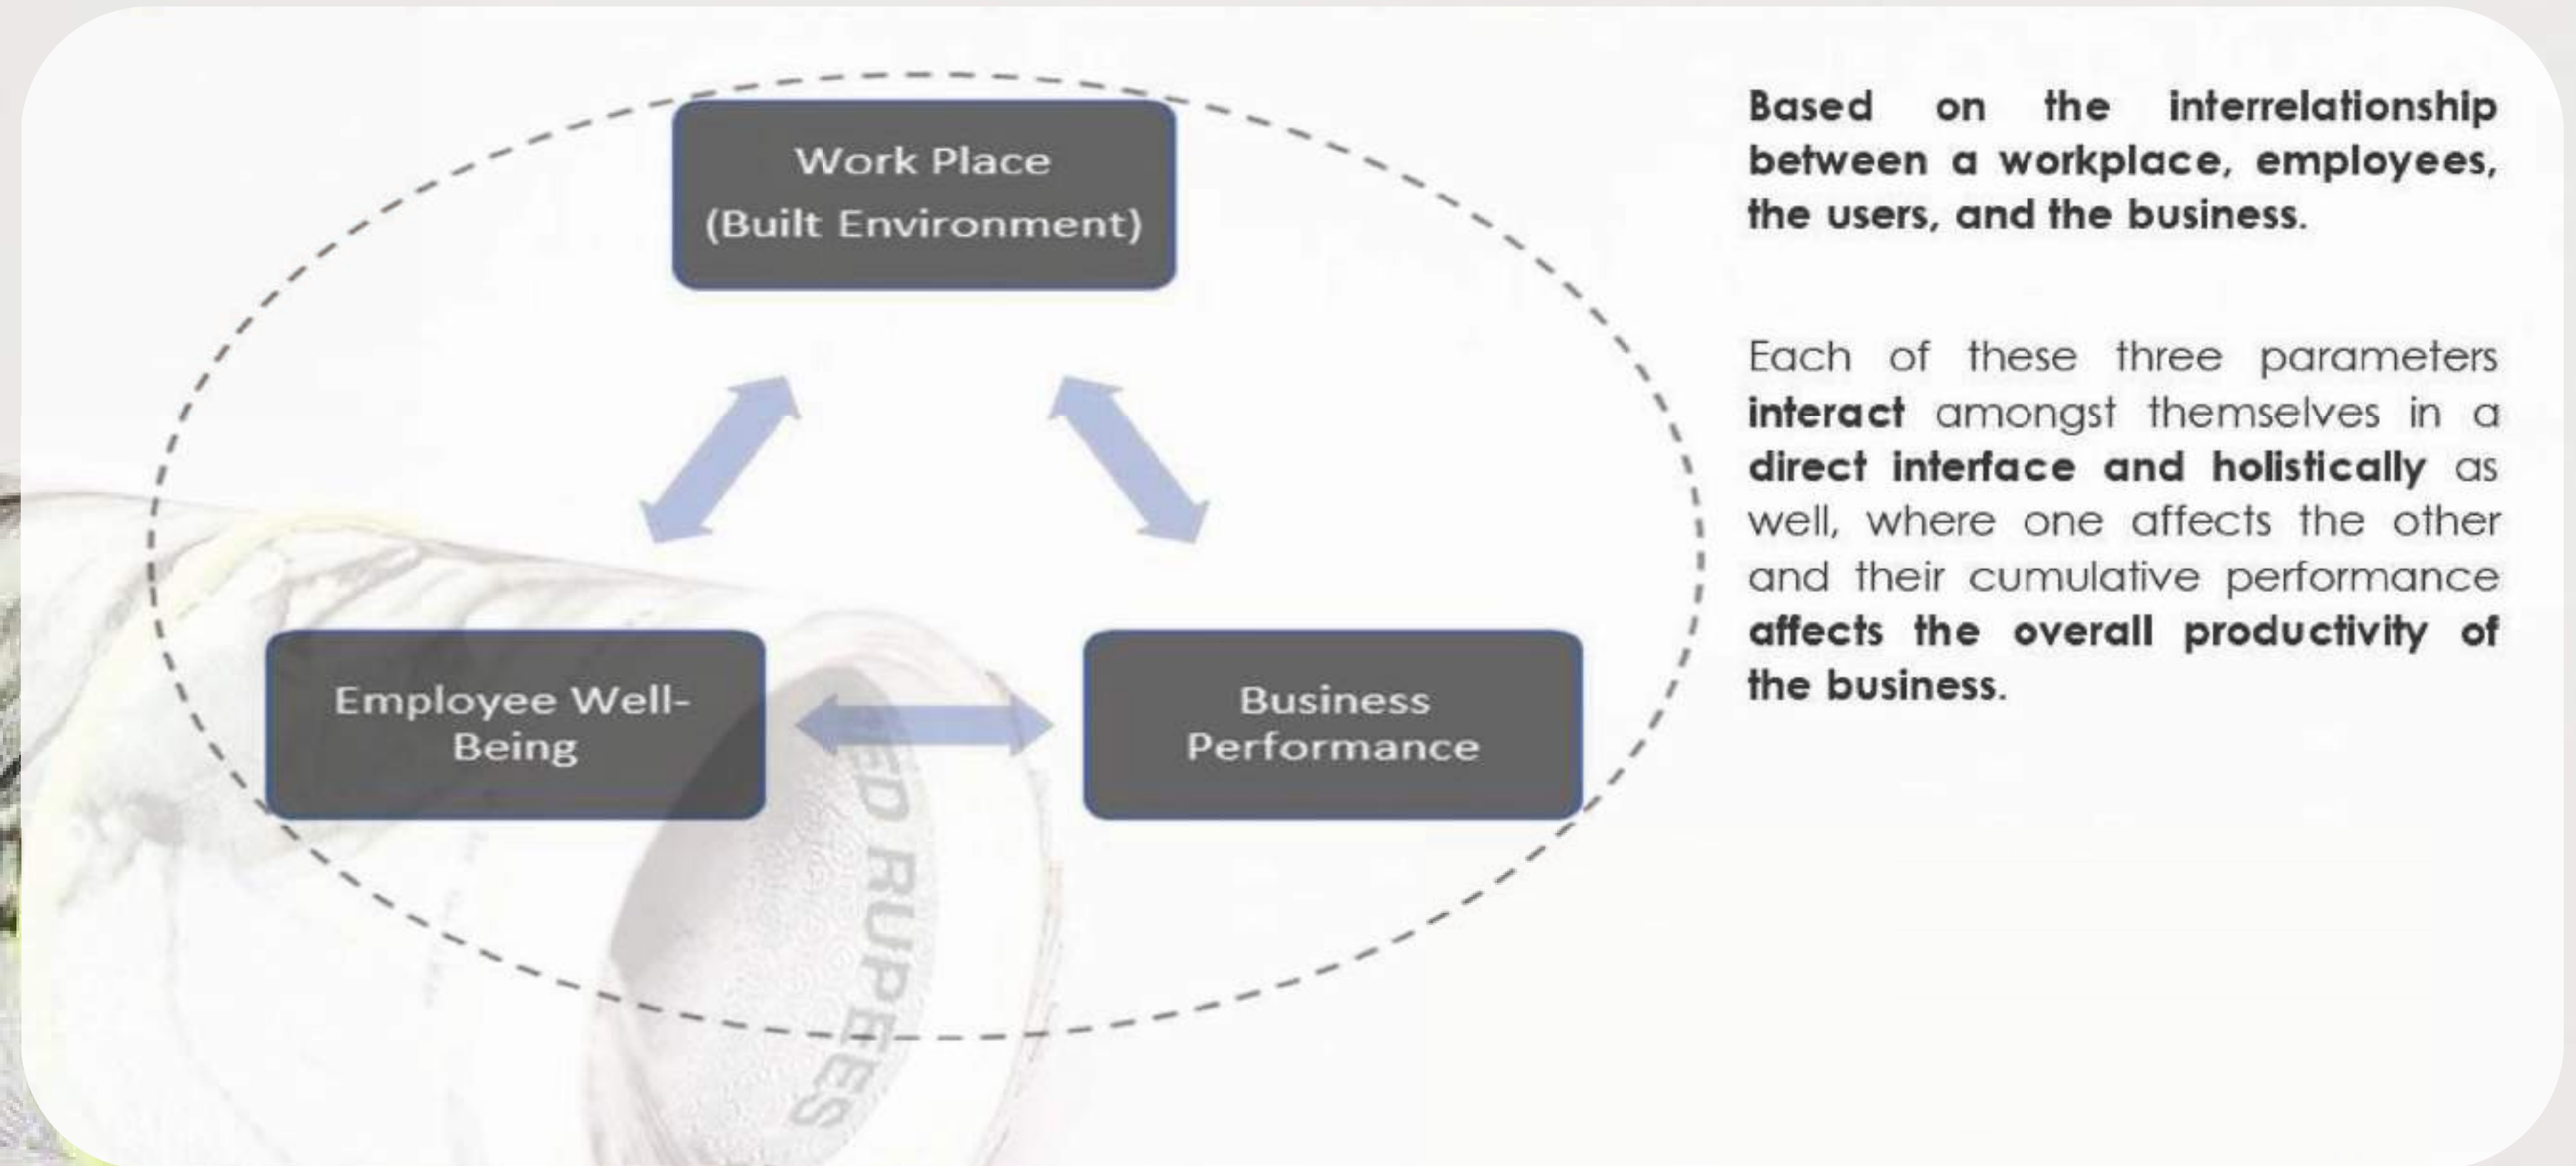 Work Place
(Built Environment)
Employee Well-
Being
Business
Performance
RUPEES
Based on the interrelationship
between a workplace, employees,
the users, and the business.
Each of these three parameters
interact amongst themselves in a
direct interface and holistically as
well, where one affects the other
and their cumulative performance
affects the overall productivity of
the business.